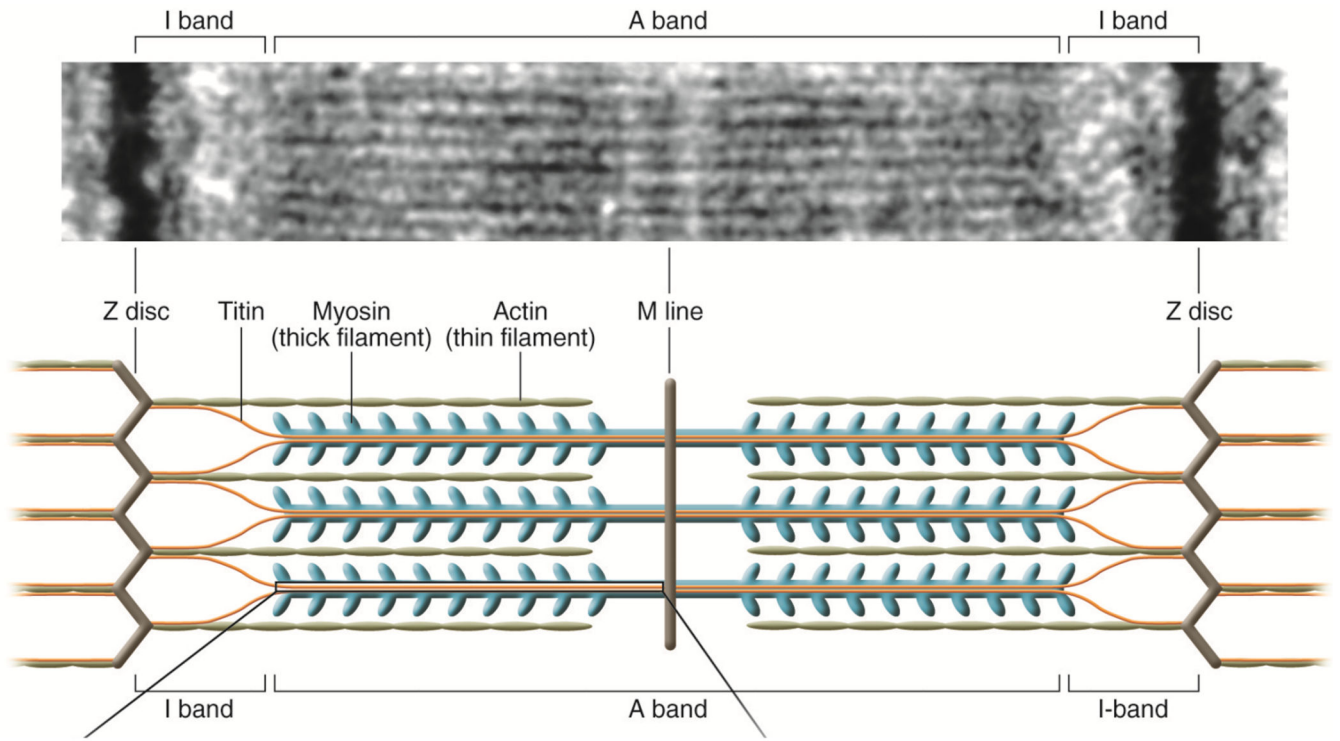 I band
A band
I band
Z disc
Titin
Myosin
(thick filament)
Actin
(thin filament)
M line
Z disc
I band
A band
I-band